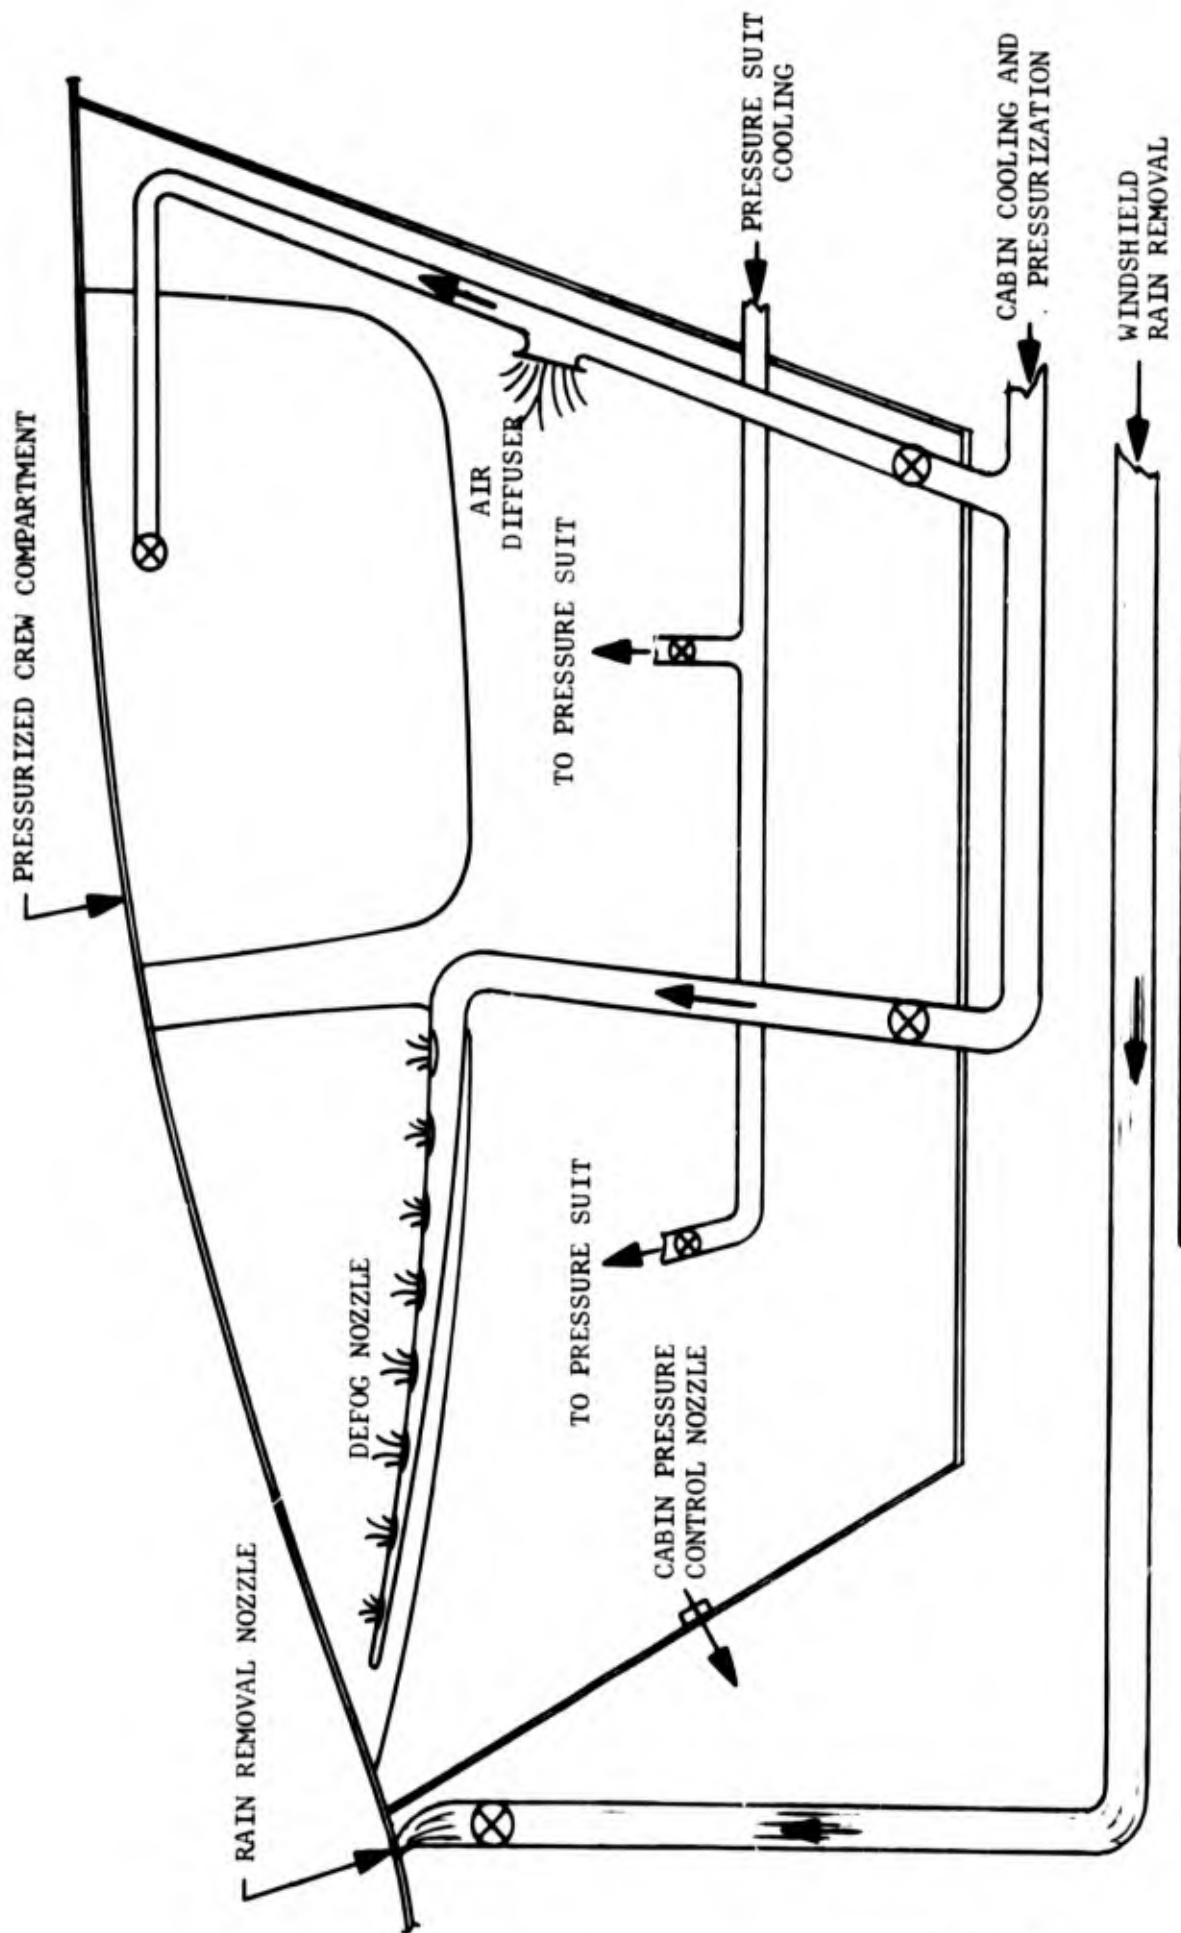 PRESSURIZED CREW COMPARTMENT
PRESSURE SUIT
COOLING
CABIN COOLING AND
PRESSURIZATION
WINDSHIELD
RAIN REMOVAL
AIR
DIFFUSER
TO PRESSURE SUIT
TO PRESSURE SUIT
DEFOG NOZZLE
CABIN PRESSURE
CONTROL NOZZLE
RAIN REMOVAL NOZZLE